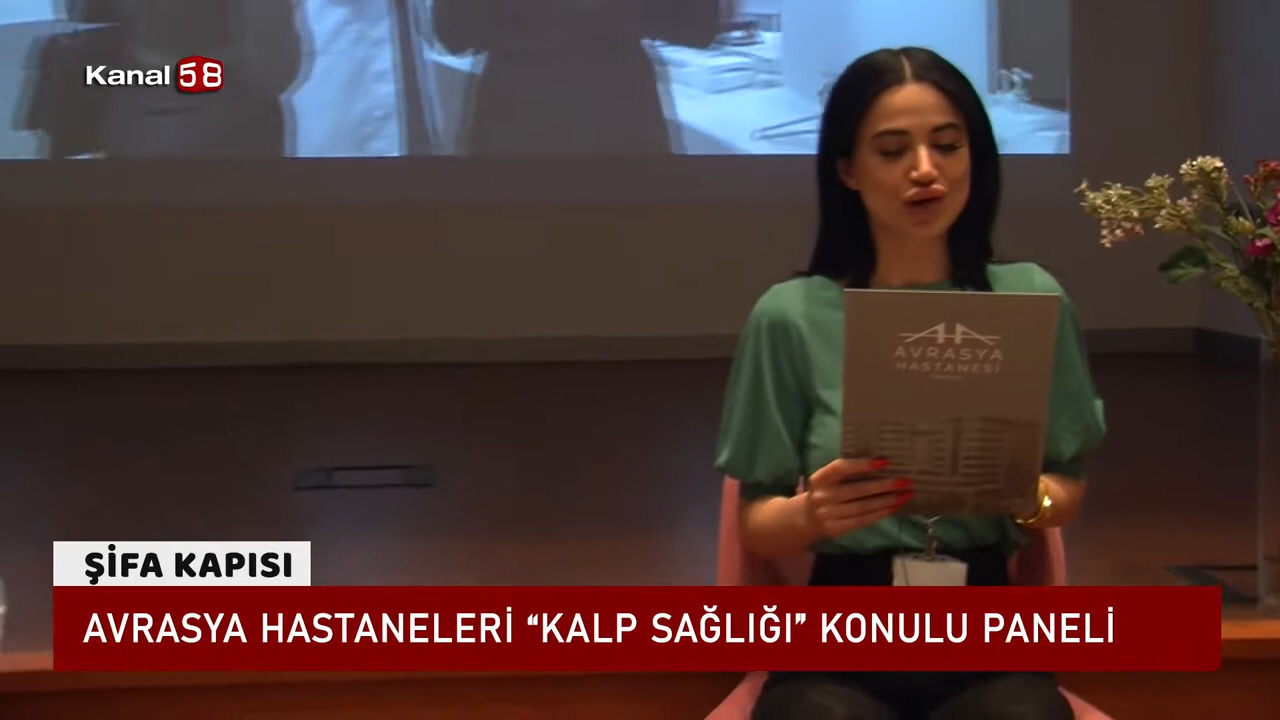 Kanal 58
AVRASYA
HASTANESİ
ŞİFA KAPISI
AVRASYA HASTANELERİ “KALP SAĞLIĞI” KONULU PANELİ